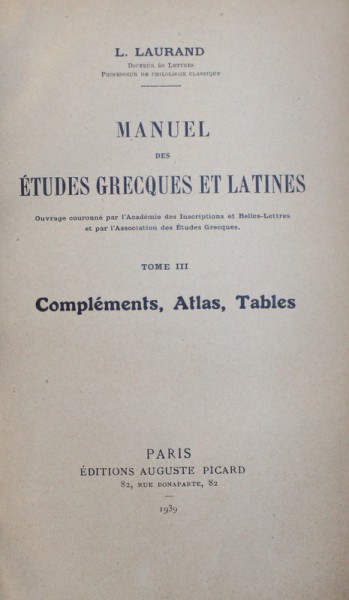 L. LAURAND
Docteur ès Lettres
Professeur de philologie classique
MANUEL
DES
ÉTUDES GRECQUES ET LATINES
Ouvrage couronné par l'Académie des Inscriptions et Belles-Lettres
et par l'Association des Études Grecques.
TOME III
Compléments, Atlas, Tables
PARIS
ÉDITIONS AUGUSTE PICARD
82, RUE BONAPARTE, 82
1939